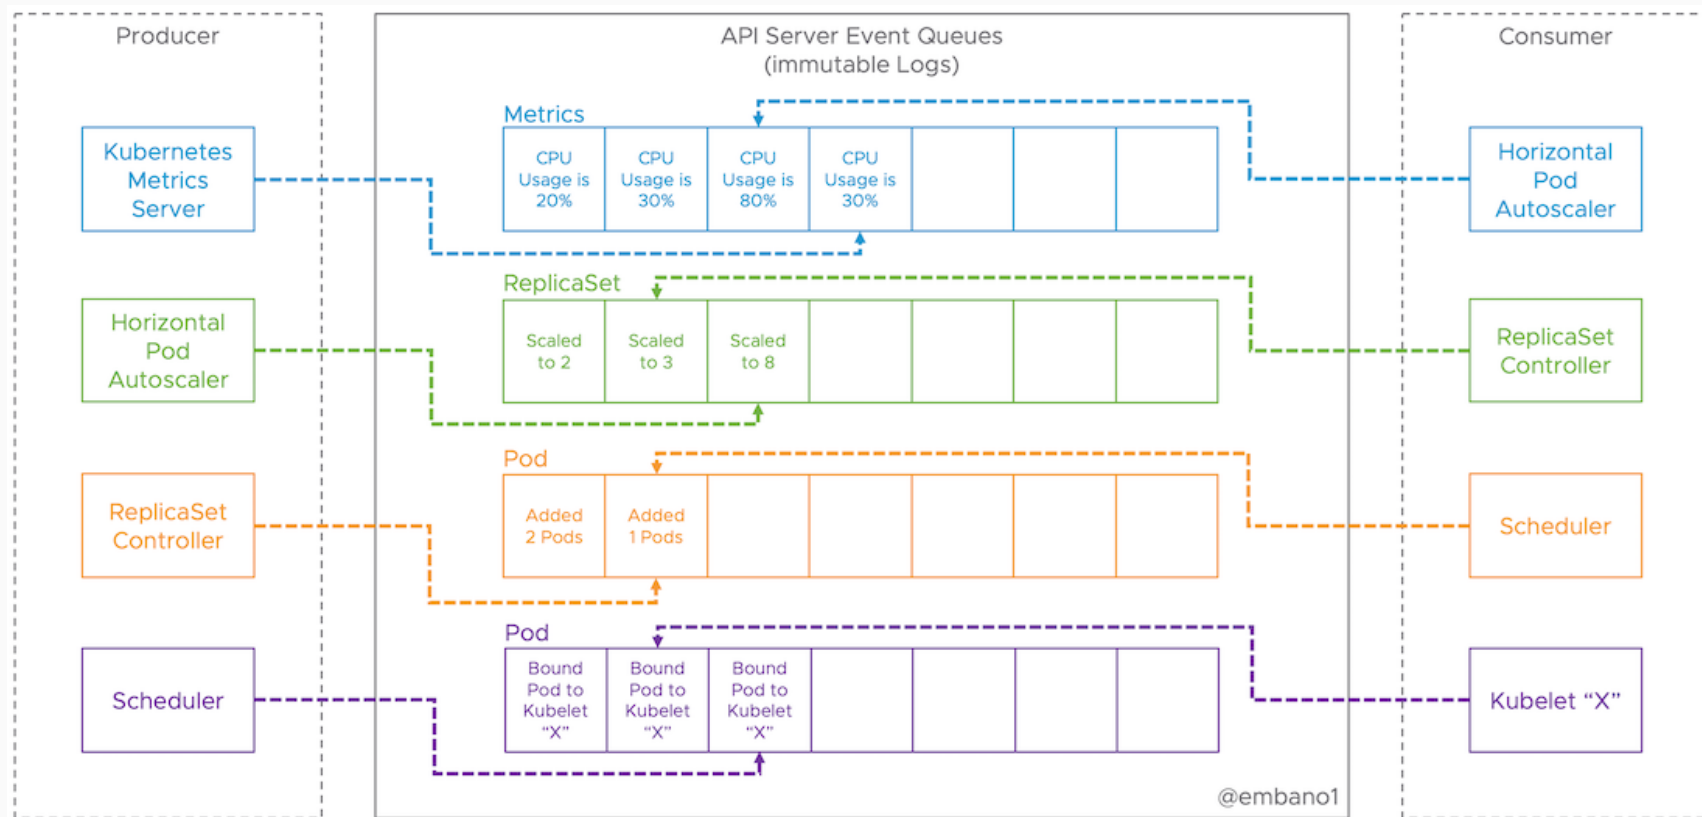 Producer
API Server Event Queues
(immutable Logs)
Consumer
Kubernetes
Metrics
Server
Metrics
CPU
Usage is
20%
CPU
Usage is
30%
CPU
Usage is
80%
CPU
Usage is
30%
Horizontal
Pod
Autoscaler
Horizontal
Pod
Autoscaler
ReplicaSet
Scaled
to 2
Scaled
to 3
Scaled
to 8
ReplicaSet
Controller
ReplicaSet
Controller
Pod
Added
2 Pods
Added
1 Pods
Scheduler
Scheduler
Pod
Bound
Pod to
Kubelet
“X”
Bound
Pod to
Kubelet
“X”
Bound
Pod to
Kubelet
“X”
Kubelet “X”
@embano1